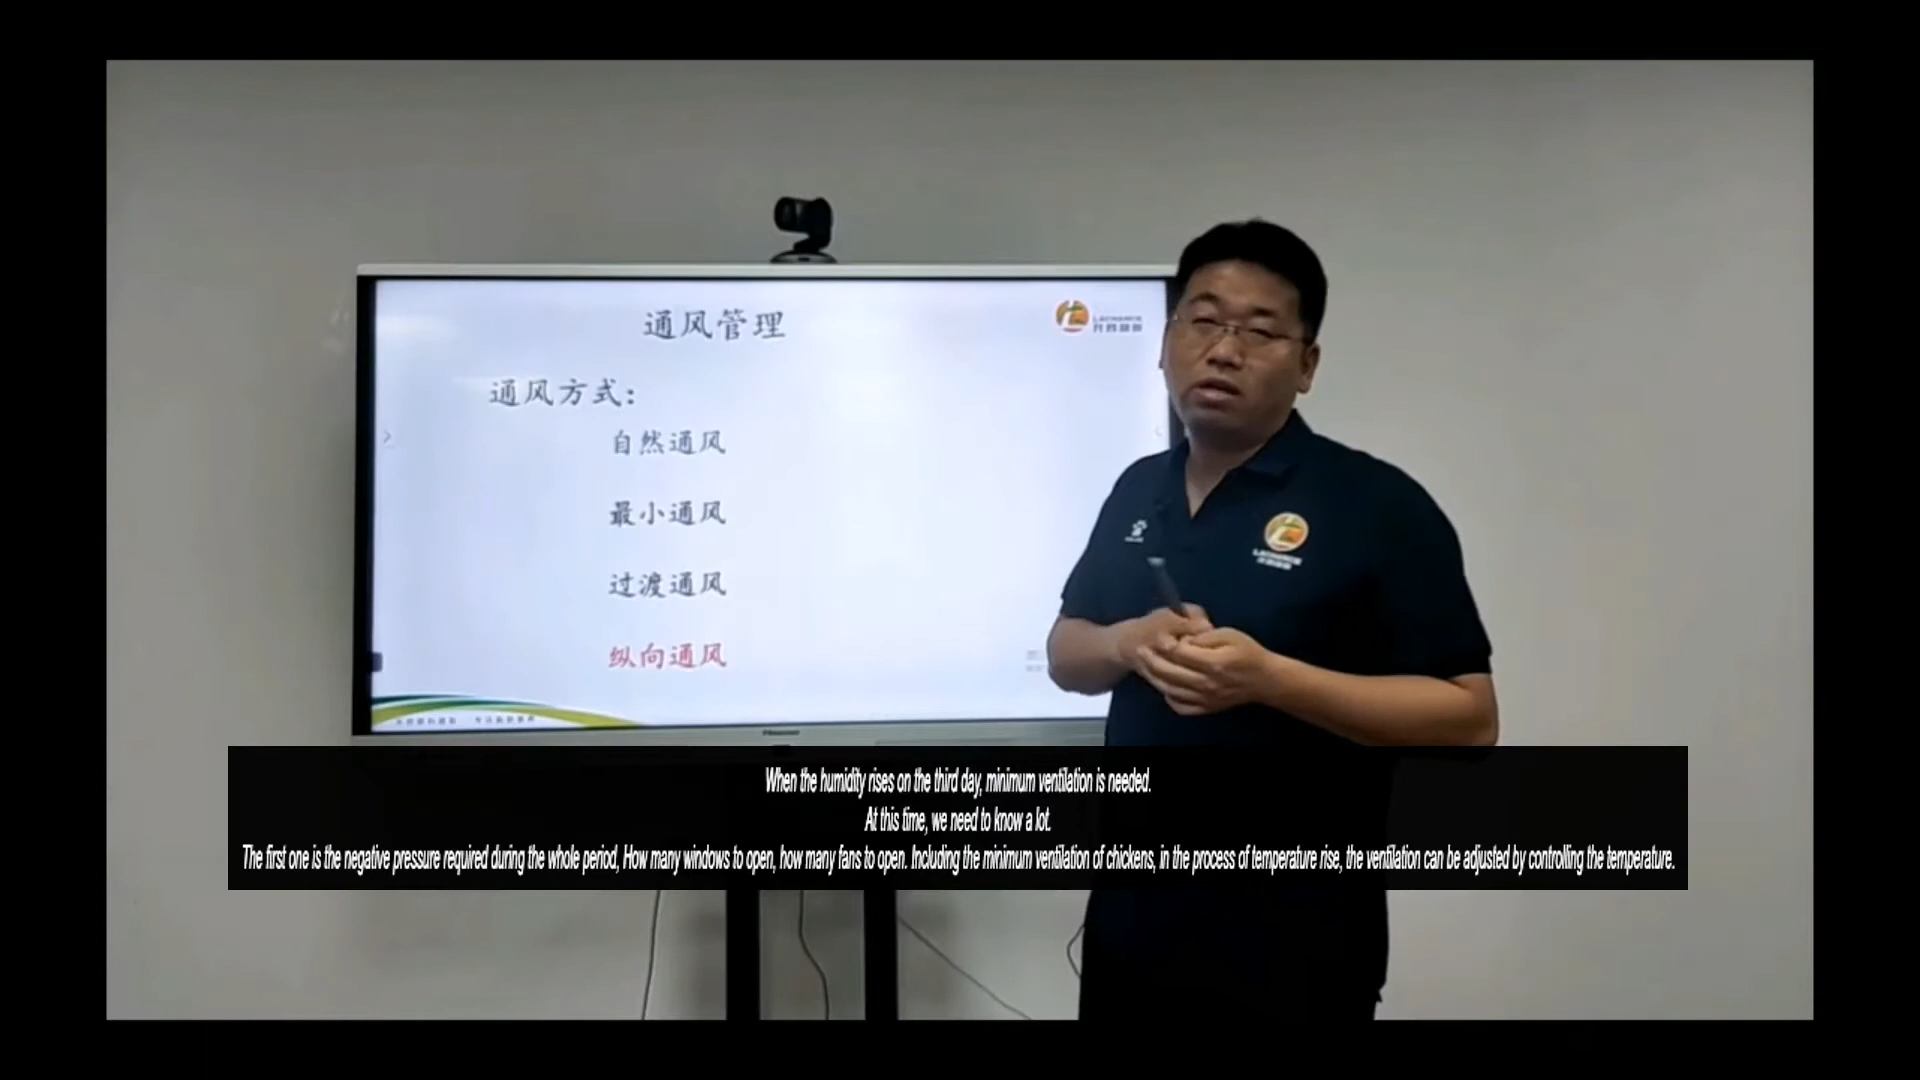 通风管理
通风方式：
自然通风
最小通风
过渡通风
纵向通风
Hisense
When the humidity rises on the third day, minimum ventilation is needed.
At this time, we need to know a lot.
The first one is the negative pressure required during the whole period, How many windows to open, how many fans to open. Including the minimum ventilation of chickens, in the process of temperature rise, the ventilation can be adjusted by controlling the temperature.